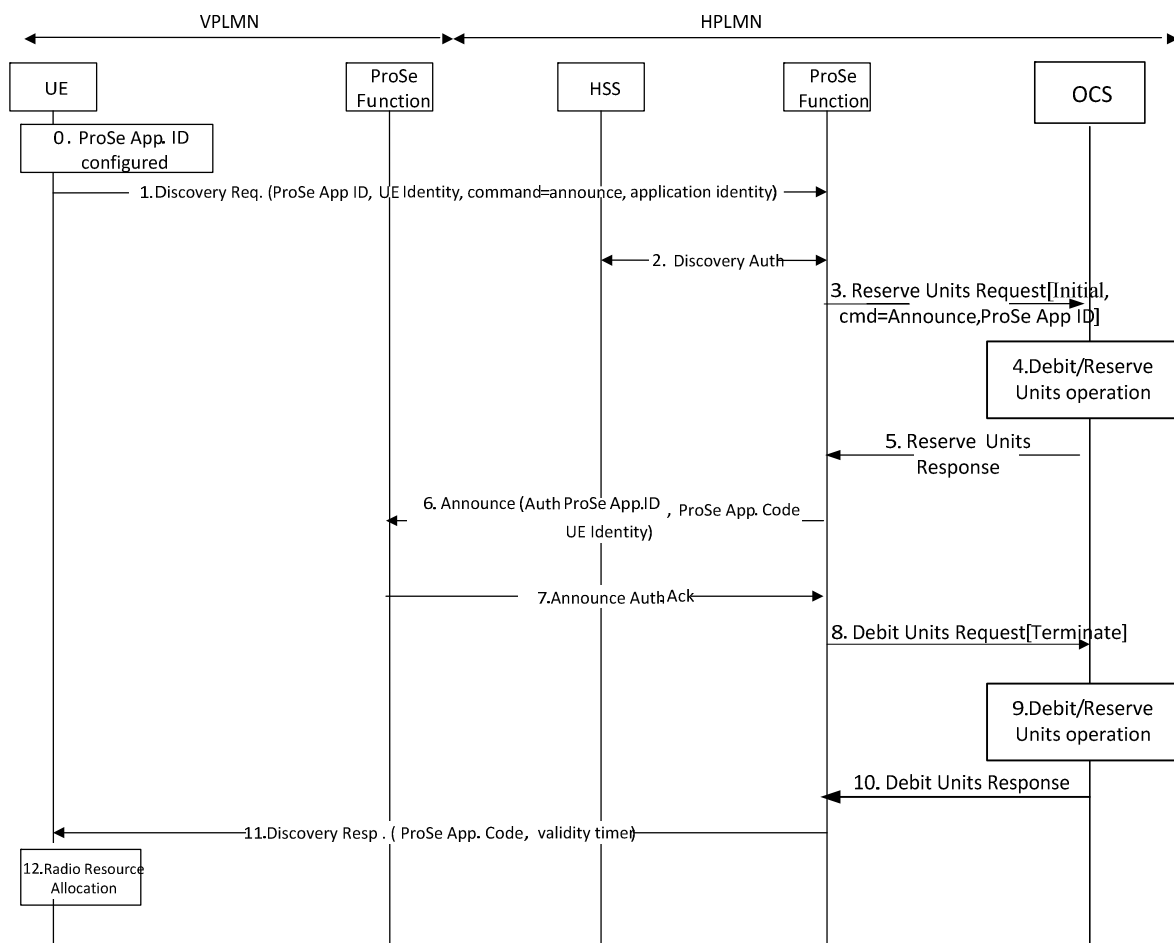 VPLMN
HPLMN
UE
ProSe
Function
HSS
ProSe
Function
OCS
0. ProSe App. ID
configured
1.Discovery Req. (ProSe App ID, UE Identity, command=announce, application identity)
2. Discovery Auth
3. Reserve Units Request[Initial,
cmd=Announce,ProSe App ID]
4.Debit/Reserve
Units operation
5. Reserve Units
Response
6. Announce (Auth ProSe App.ID , ProSe App. Code
UE Identity)
7.Announce Auth.Ack
8. Debit Units Request[Terminate]
9.Debit/Reserve
Units operation
10. Debit Units Response
11.Discovery Resp . ( ProSe App. Code, validity timer)
12.Radio Resource
Allocation